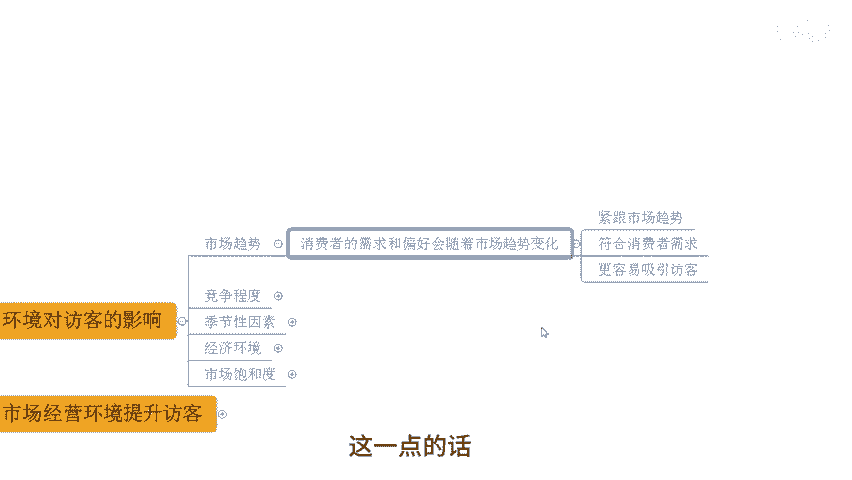 紧跟市场趋势
市场趋势
消费者的需求和偏好会随着市场趋势变化
符合消费者需求
更容易吸引访客
竞争程度
环境对访客的影响
季节性因素
经济环境
市场饱和度
市场经营环境提升访客
这一点的话